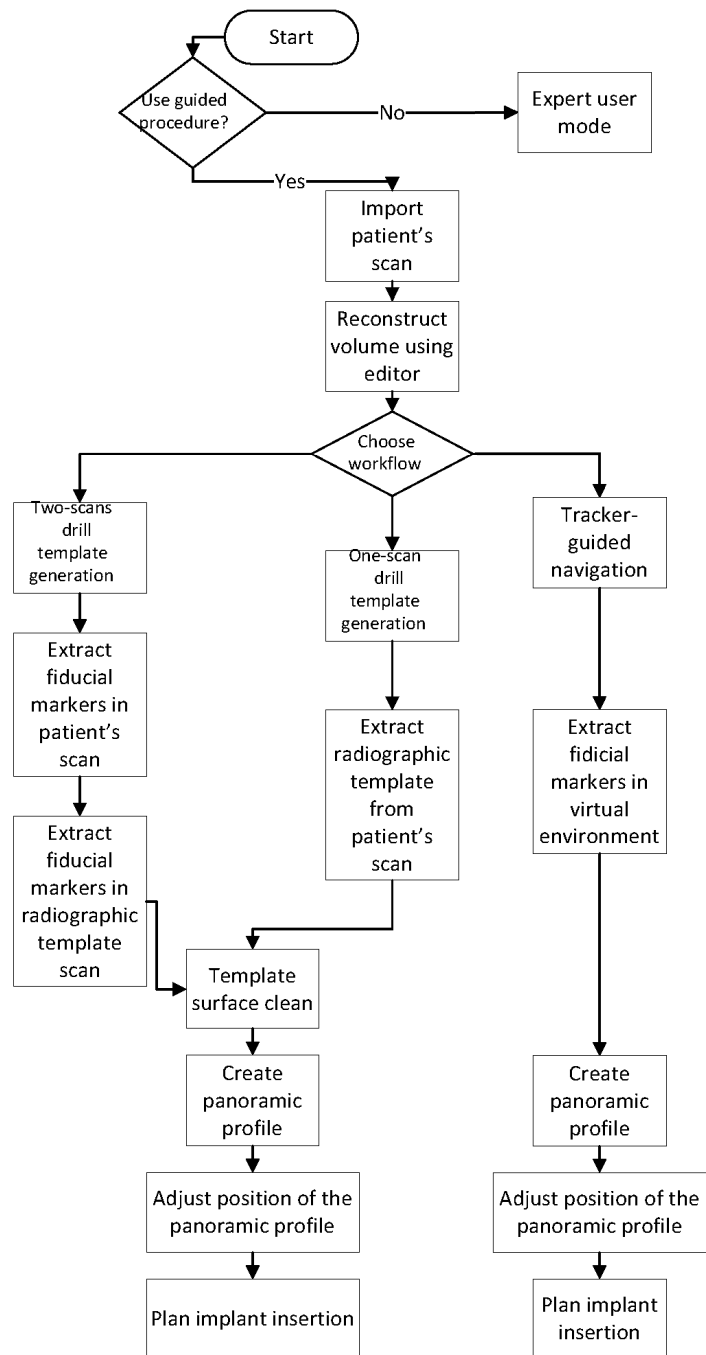 Start
Use guided
procedure?
No
Expert user
mode
Yes
Import
patient's
scan
Reconstruct
volume using
editor
Choose
workflow
Two-scans
drill
template
generation
One-scan
drill
template
generation
Tracker-
guided
navigation
Extract
fiducial
markers in
patient's
scan
Extract
radiographic
template
from
patient's
scan
Extract
fidicial
markers in
virtual
environment
Extract
fiducial
markers in
radiographic
template
scan
Template
surface clean
Create
panoramic
profile
Create
panoramic
profile
Adjust position of the
panoramic profile
Adjust position of the
panoramic profile
Plan implant insertion
Plan implant
insertion